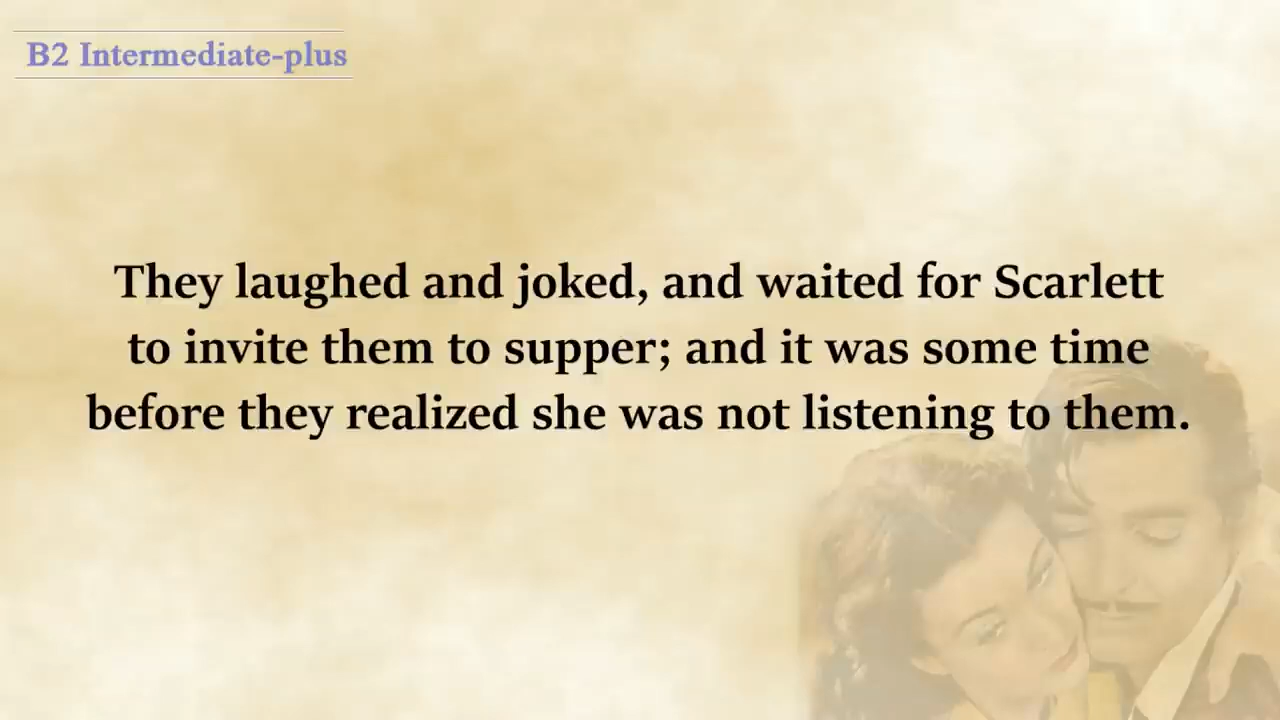 B2 Intermediate-plus
They laughed and joked, and waited for Scarlett
to invite them to supper; and it was some time
before they realized she was not listening to them.